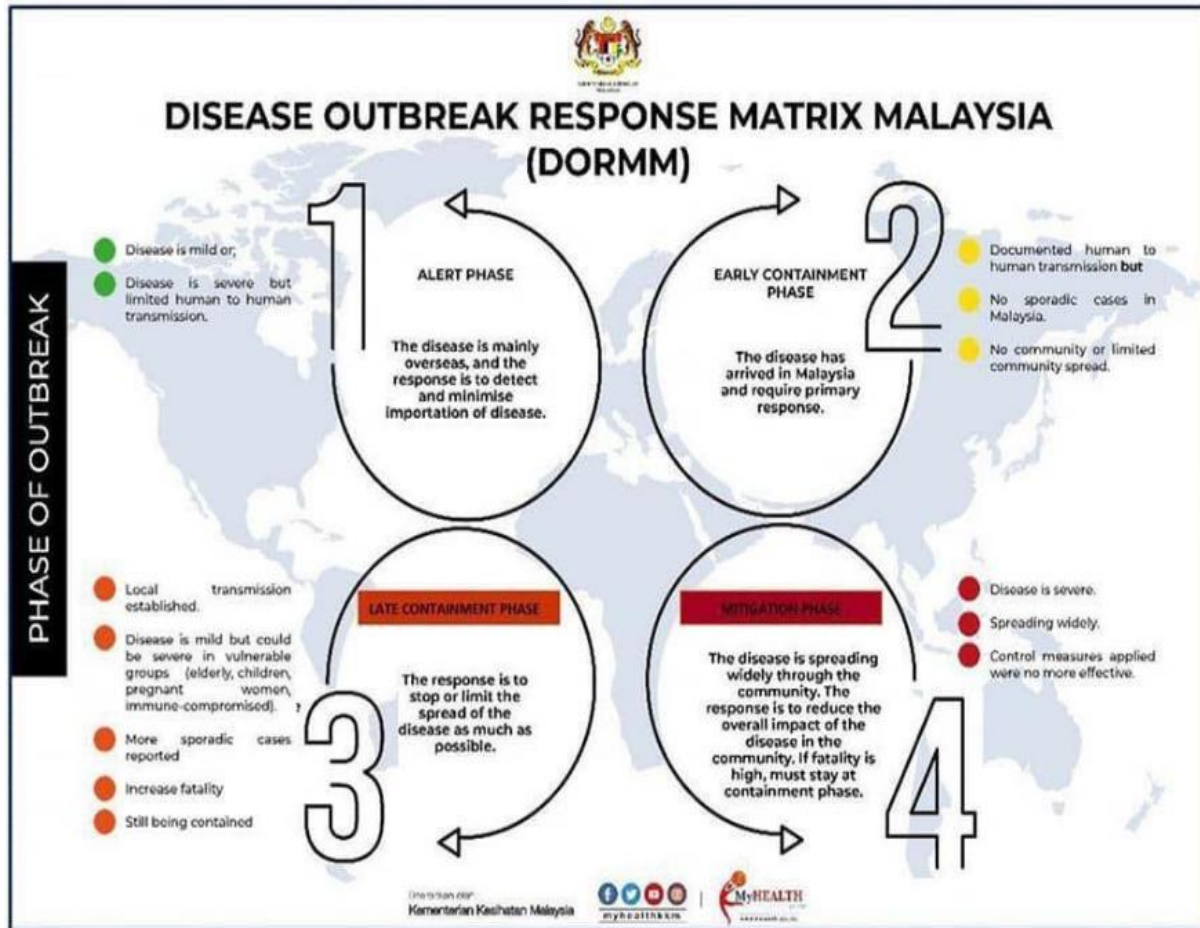 DISEASE OUTBREAK RESPONSE MATRIX MALAYSIA
(DORMM)
PHASE OF OUTBREAK
1
ALERT PHASE
The disease is mainly
overseas, and the
response is to detect
and minimise
importation of disease.
Disease is mild or;
Disease is severe but
limited human to human
transmission.
2
EARLY CONTAINMENT
PHASE
The disease has
arrived in Malaysia
and require primary
response.
Documented human to
human transmission but
No sporadic cases in
Malaysia.
No community or limited
community spread.
3
LATE CONTAINMENT PHASE
The response is to
stop or limit the
spread of the
disease as much as
possible.
Local transmission
established.
Disease is mild but could
be severe in vulnerable
groups (elderly, children,
pregnant women,
immune-compromised). ,
More sporadic cases
reported
Increase fatality
Still being contained
4
MITIGATION PHASE
The disease is spreading
widely through the
community. The
response is to reduce the
overall impact of the
disease in the
community. If fatality is
high, must stay at
containment phase.
Disease is severe.
Spreading widely.
Control measures applied
were no more effective.
Kementerian Kesihatan Malaysia
myhealthkkm
MyHEALTH